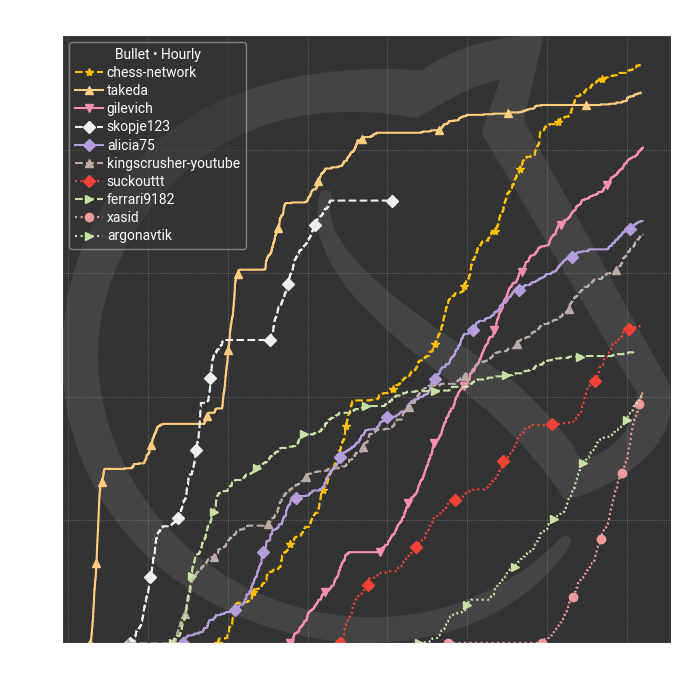 Bullet • Hourly
chess-network
takeda
gilevich
skopje123
alicia75
kingscrusher-youtube
suckouttt
ferrari9182
xasid
argonavtik